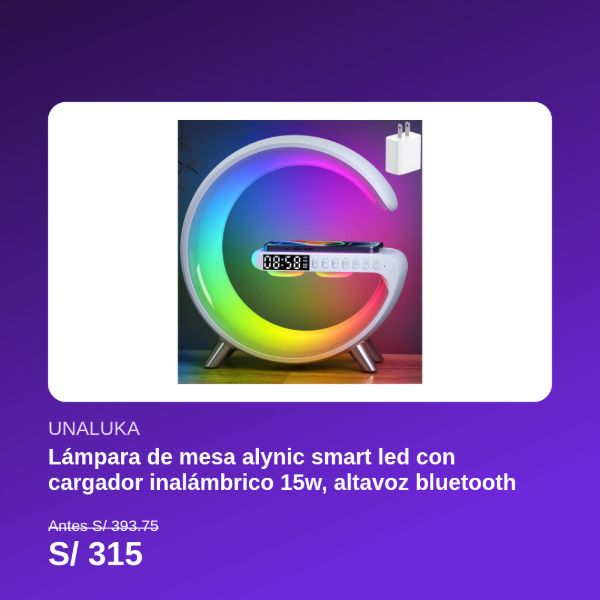 08:58
UNALUKA
Lámpara de mesa alynic smart led con
cargador inalámbrico 15w, altavoz bluetooth
Antes S/ 393.75
S/ 315